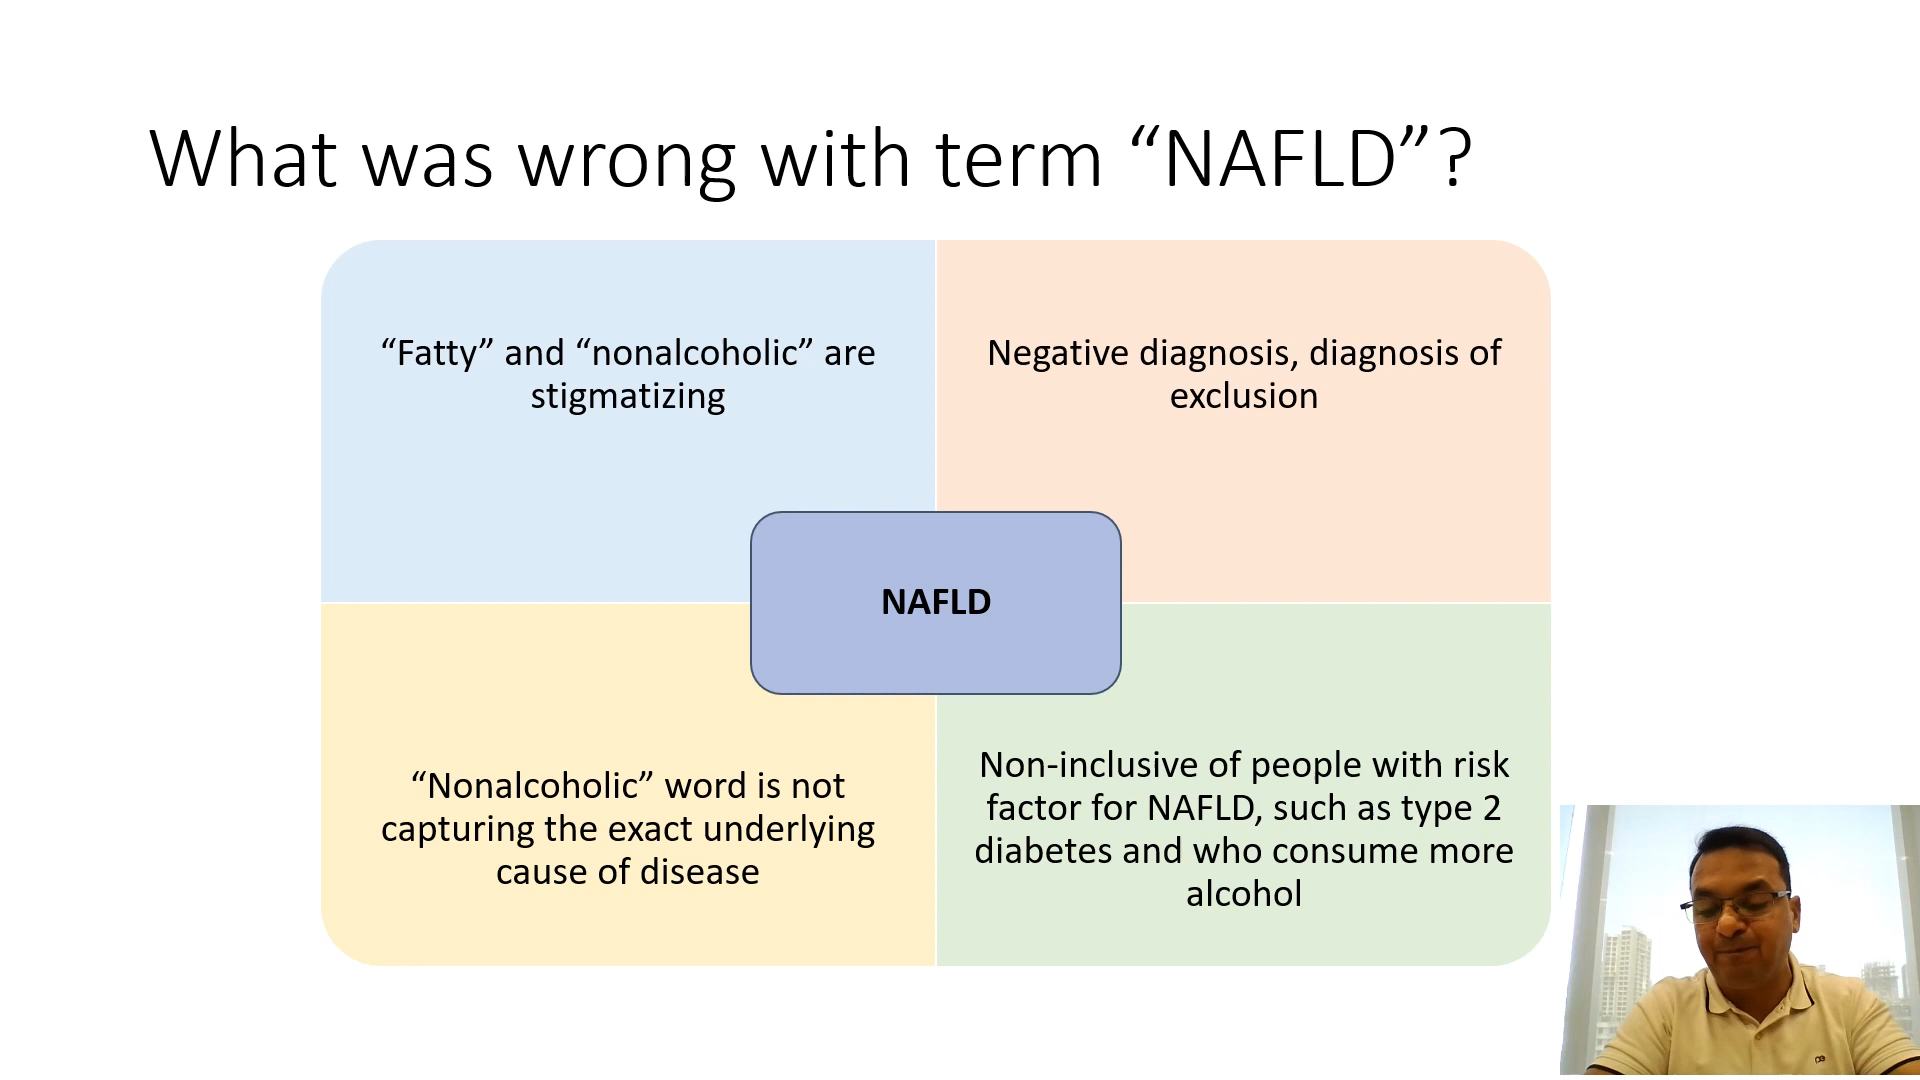 What was wrong with term “NAFLD”?
“Fatty” and “nonalcoholic” are
stigmatizing
Negative diagnosis, diagnosis of
exclusion
NAFLD
“Nonalcoholic” word is not
capturing the exact underlying
cause of disease
Non-inclusive of people with risk
factor for NAFLD, such as type 2
diabetes and who consume more
alcohol